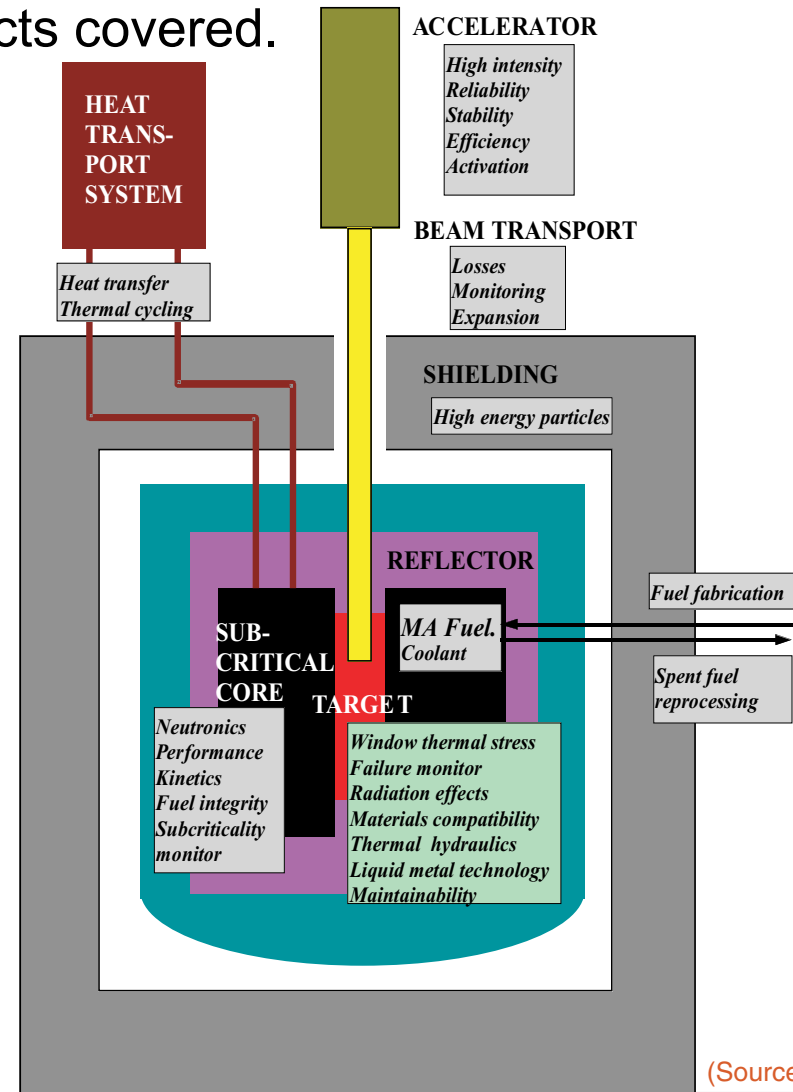 cts covered.
ACCELERATOR
High intensity
Reliability
Stability
Efficiency
Activation
HEAT
TRANS-
PORT
SYSTEM
BEAM TRANSPORT
Losses
Monitoring
Expansion
Heat transfer
Thermal cycling
SHIELDING
High energy particles
REFLECTOR
Fuel fabrication
MA Fuel.
Coolant
SUB-
CRITICAL
CORE
TARGET
Spent fuel
reprocessing
Neutronics
Performance
Kinetics
Fuel integrity
Subcriticality
monitor
Window thermal stress
Failure monitor
Radiation effects
Materials compatibility
Thermal hydraulics
Liquid metal technology
Maintainability
(Source